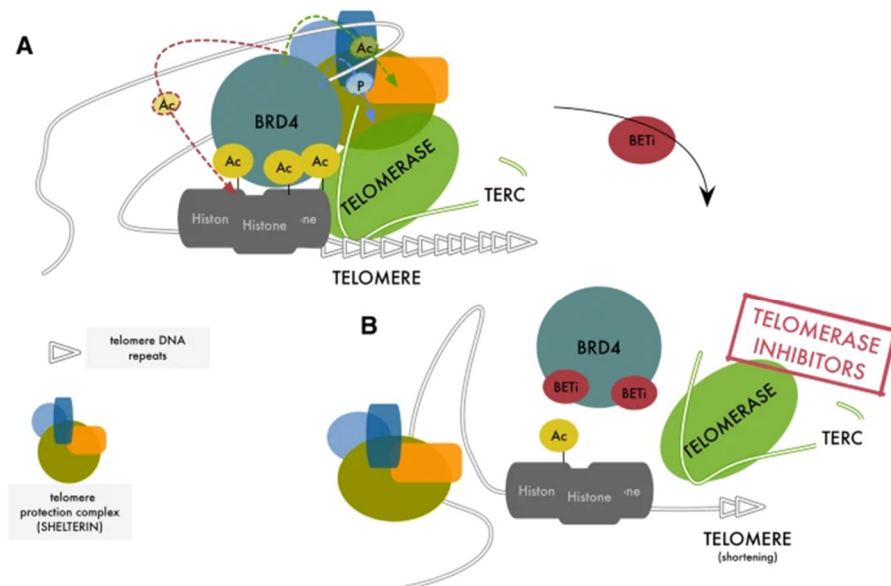 A
Ac
P
Ac
BRD4
Ac
Ac
Ac
BETi
TELOMERASE
TERC
Histon
Histone
ne
TELOMERE
telomere DNA
repeats
telomere
protection complex
(SHELTERIN)
B
BRD4
BETi
BETi
TELOMERASE
INHIBITORS
Ac
TELOMERASE
TERC
Histon
Histone
ne
TELOMERE
(shortening)